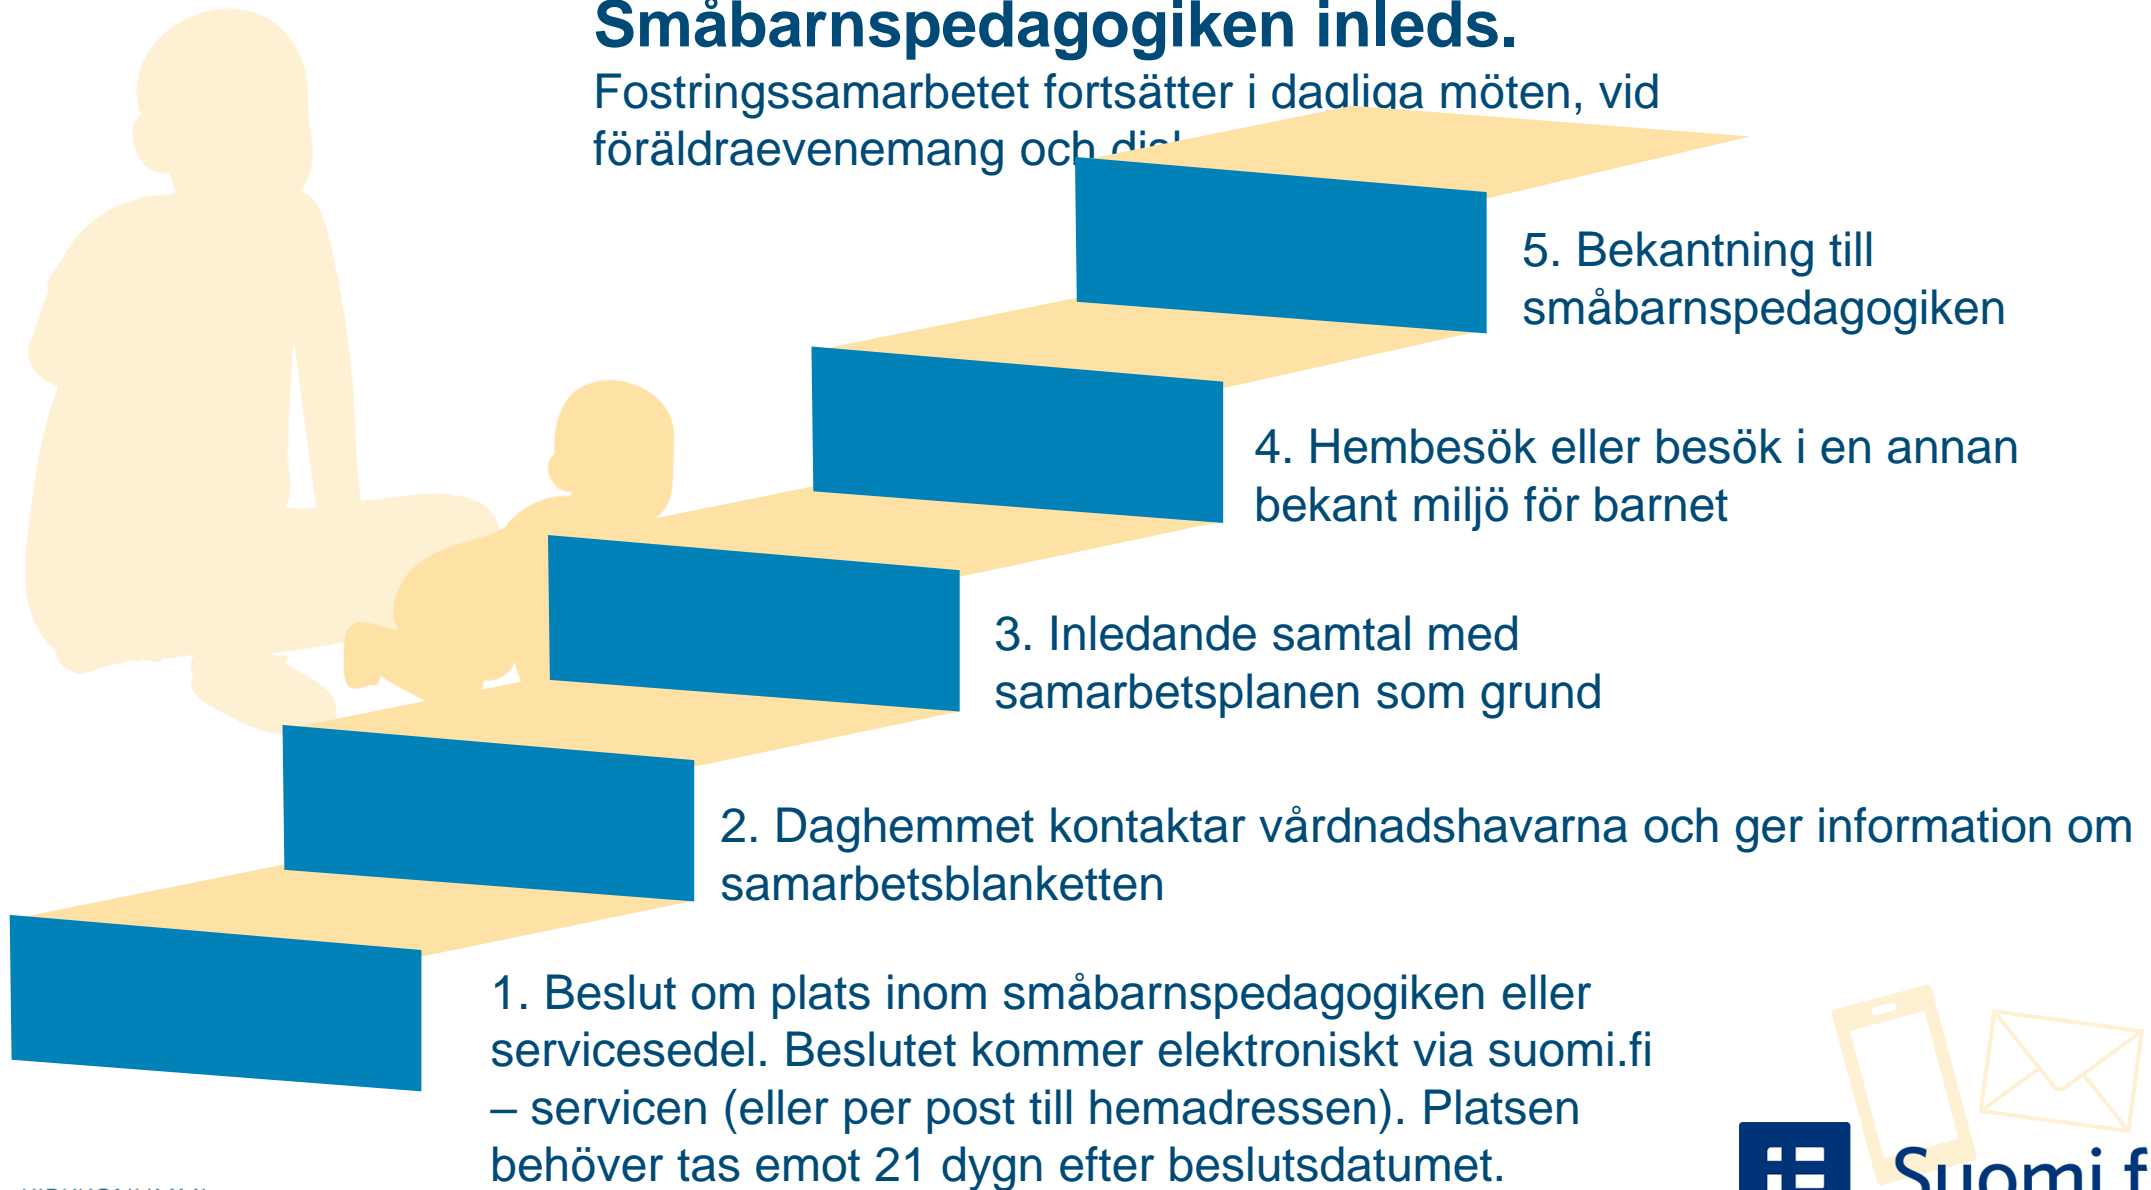 Småbarnspedagogiken inleds.
Fostringssamarbetet fortsätter i dagliga möten, vid
föräldraevenemang och
5. Bekantning till
småbarnspedagogiken
4. Hembesök eller besök i en annan
bekant miljö för barnet
3. Inledande samtal med
samarbetsplanen som grund
2. Daghemmet kontaktar vårdnadshavarna och ger information om
samarbetsblanketten
1. Beslut om plats inom småbarnspedagogiken eller
servicesedel. Beslutet kommer elektroniskt via suomi.fi
– servicen (eller per post till hemadressen). Platsen
behöver tas emot 21 dygn efter beslutsdatumet.
Suomi.f